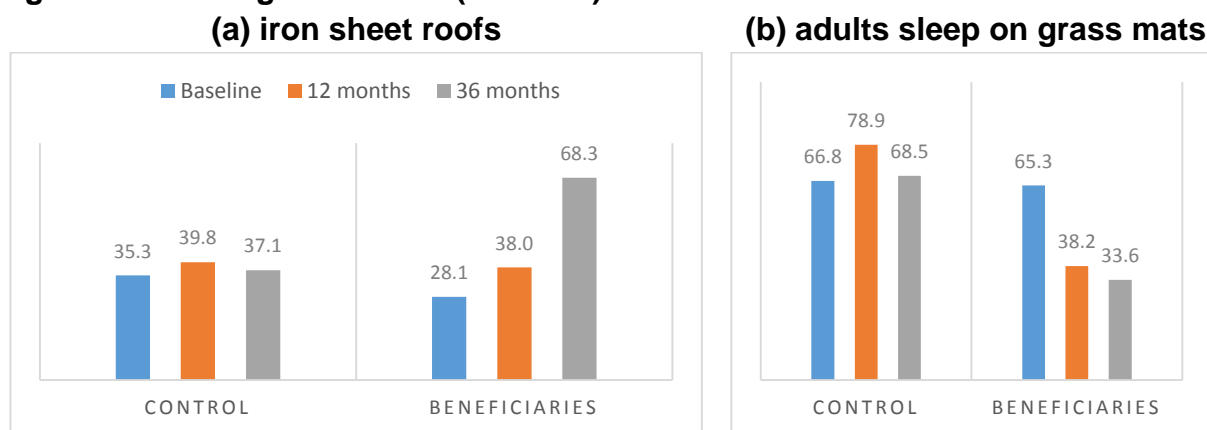 (a) iron sheet roofs
(b) adults sleep on grass mats
Baseline 12 months 36 months
35.3 39.8 37.1 28.1 38.0 68.3
CONTROL BENEFICIARIES
66.8 78.9 68.5 65.3 38.2 33.6
CONTROL BENEFICIARIES